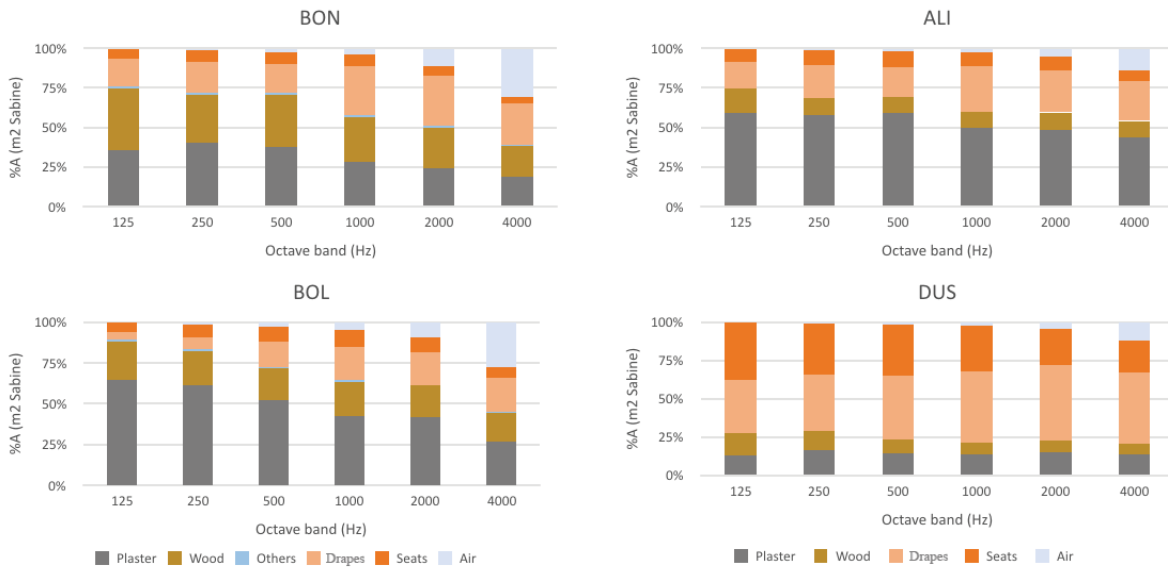 BON
%A (m2 Sabine)
100%
75%
50%
25%
0%
125 250 500 1000 2000 4000
Octave band (Hz)
ALI
%A (m2 Sabine)
100%
75%
50%
25%
0%
125 250 500 1000 2000 4000
Octave band (Hz)
BOL
%A (m2 Sabine)
100%
75%
50%
25%
0%
125 250 500 1000 2000 4000
Octave band (Hz)
Plaster Wood Others Drapes Seats Air
DUS
%A (m2 Sabine)
100%
75%
50%
25%
0%
125 250 500 1000 2000 4000
Octave band (Hz)
Plaster Wood Drapes Seats Air